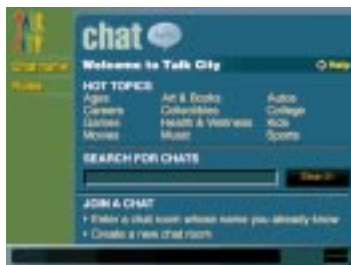 chat
Welcome to Talk City
Help
Chat home
Rules
HOT TOPICS
Ages Art & Books Autos
Careers Collectibles College
Games Health & Wellness Kids
Movies Music Sports
SEARCH FOR CHATS
Search
JOIN A CHAT
• Enter a chat room whose name you already know
• Create a new chat room